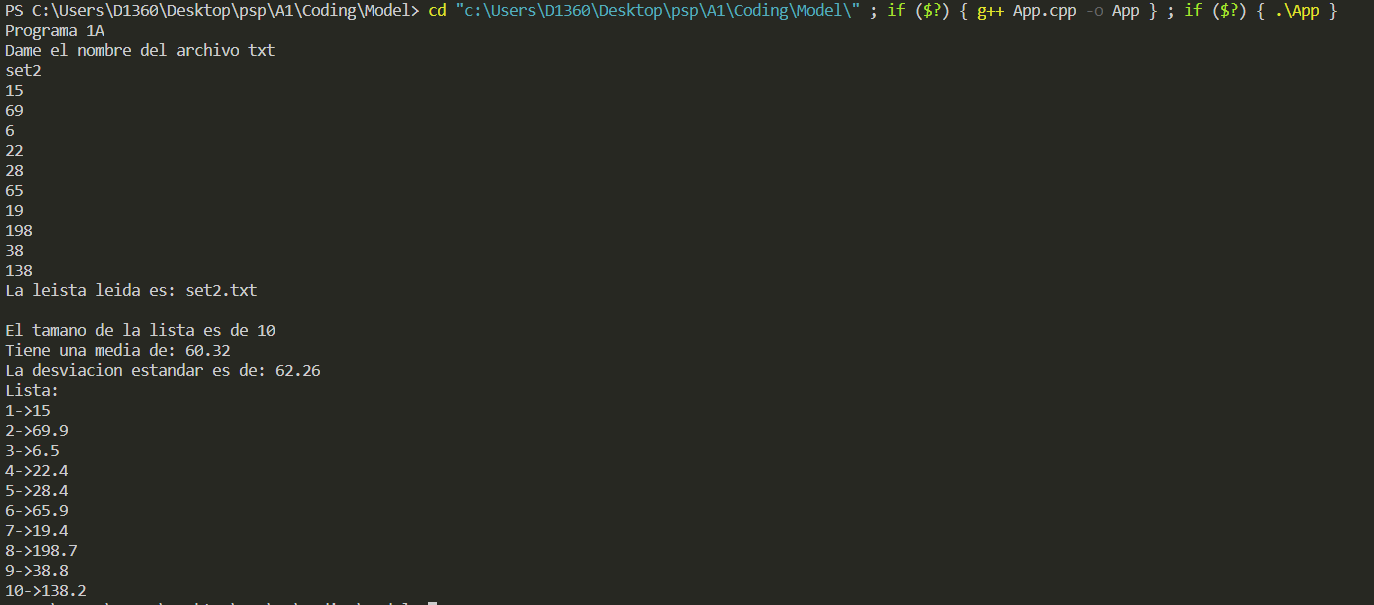 PS C:\Users\D1360\Desktop\psp\A1\Coding\Model> cd "c:\Users\D1360\Desktop\psp\A1\Coding\Model\" ; if ($?) { g++ App.cpp -o App } ; if ($?) { .\App }
Programa 1A
Dame el nombre del archivo txt
set2
15
69
6
22
28
65
19
198
38
138
La leista leida es: set2.txt

El tamano de la lista es de 10
Tiene una media de: 60.32
La desviacion estandar es de: 62.26
Lista:
1->15
2->69.9
3->6.5
4->22.4
5->28.4
6->65.9
7->19.4
8->198.7
9->38.8
10->138.2